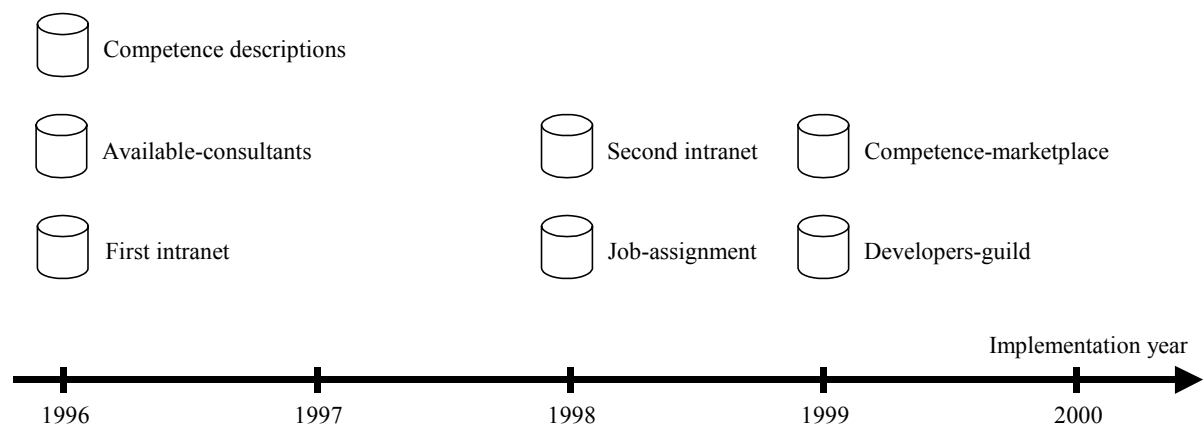 Competence descriptions
Available-consultants
Second intranet
Competence-marketplace
First intranet
Job-assignment
Developers-guild
Implementation year
1996
1997
1998
1999
2000